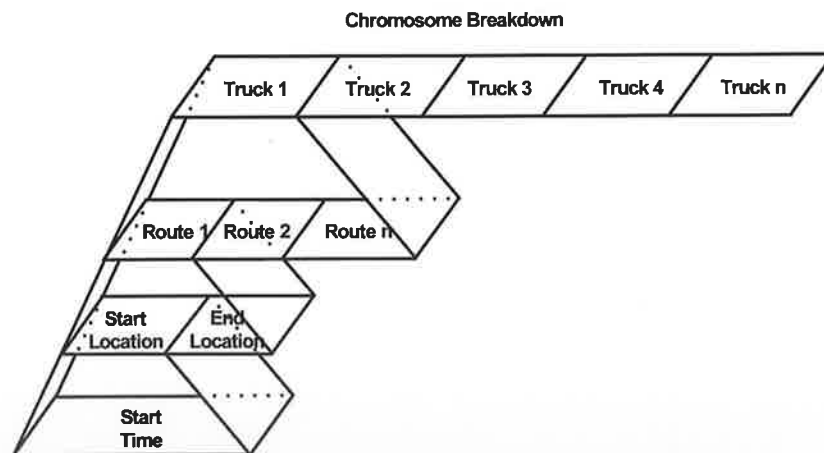 Chromosome Breakdown
Truck 1 Truck 2 Truck 3 Truck 4 Truck n
Route 1 Route 2 Route n
Start Location End Location
Start
Time